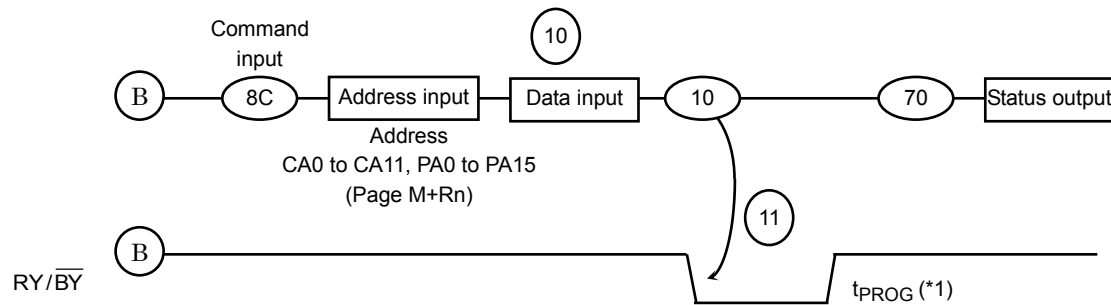 Command
input
10
B
8C
Address input
Data input
10
70
Status output
Address
CA0 to CA11, PA0 to PA15
(Page M+Rn)
11
B
RY/BY
tPROG (*1)